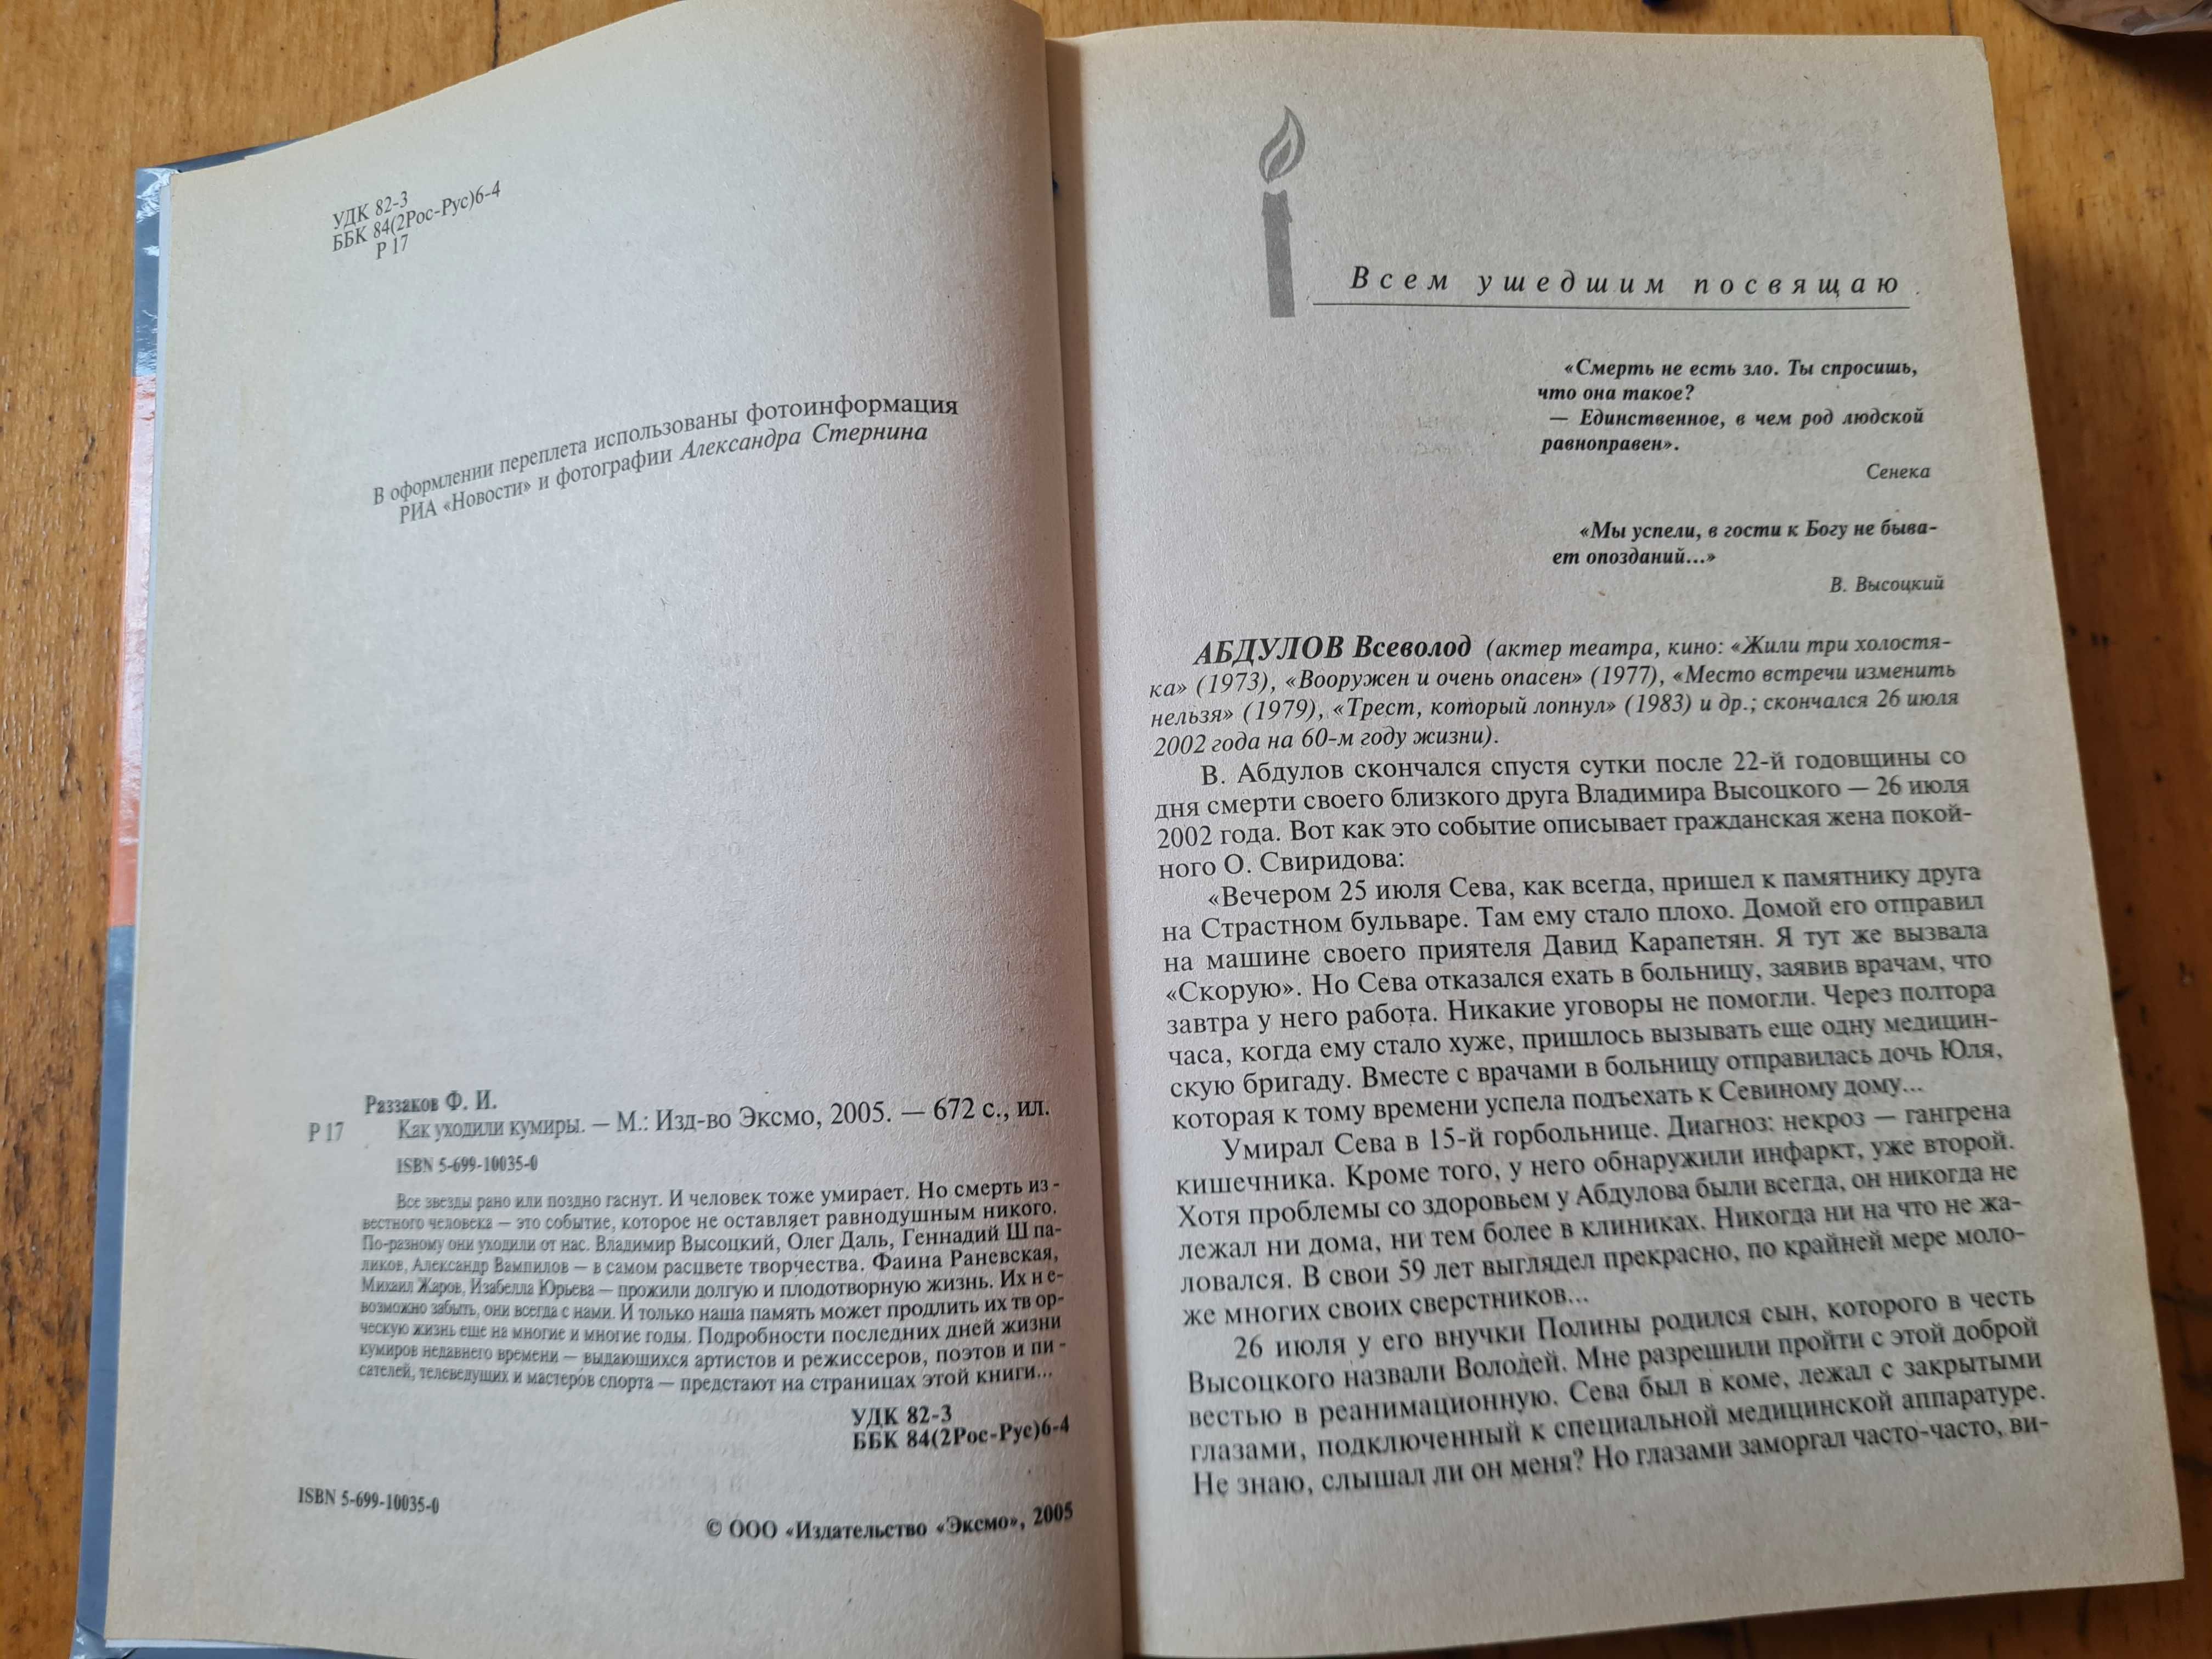 УДК 82-3
ББК 84(2Рос-Рус)6-4
Р 17
В оформлении переплета использованы фотоинформация
РИА «Новости» и фотографии Александра Стернина
Раззаков Ф. И.
Р 17 Как уходили кумиры. — М.: Изд-во Эксмо, 2005. — 672 с., ил.
ISBN 5-699-10035-0
Все звезды рано или поздно гаснут. И человек тоже умирает. Но смерть из-
вестного человека — это событие, которое не оставляет равнодушным никого.
По-разному они уходили от нас. Владимир Высоцкий, Олег Даль, Геннадий Шпа-
ликов, Александр Вампилов — в самом расцвете творчества. Фаина Раневская,
Михаил Жаров, Изабелла Юрьева — прожили долгую и плодотворную жизнь. Их не-
возможно забыть, они всегда с нами. И только наша память может продлить их твор-
ческую жизнь еще на многие и многие годы. Подробности последних дней жизни
кумиров недавнего времени — выдающихся артистов и режиссеров, поэтов и пи-
сателей, телеведущих и мастеров спорта — предстают на страницах этой книги...
УДК 82-3
ББК 84(2Рос-Рус)6-4
ISBN 5-699-10035-0
© ООО «Издательство «Эксмо», 2005
Всем ушедшим посвящаю
«Смерть не есть зло. Ты спросишь,
что она такое?
— Единственное, в чем род людской
равноправен».
Сенека
«Мы успели, в гости к Богу не быва-
ет опозданий...»
В. Высоцкий
АБДУЛОВ Всеволод (актер театра, кино: «Жили три холостя-
ка» (1973), «Вооружен и очень опасен» (1977), «Место встречи изменить
нельзя» (1979), «Трест, который лопнул» (1983) и др.; скончался 26 июля
2002 года на 60-м году жизни).
В. Абдулов скончался спустя сутки после 22-й годовщины со
дня смерти своего близкого друга Владимира Высоцкого — 26 июля
2002 года. Вот как это событие описывает гражданская жена покой-
ного О. Свиридова:
«Вечером 25 июля Сева, как всегда, пришел к памятнику друга
на Страстном бульваре. Там ему стало плохо. Домой его отправил
на машине своего приятеля Давид Карапетян. Я тут же вызвала
«Скорую». Но Сева отказался ехать в больницу, заявив врачам, что
завтра у него работа. Никакие уговоры не помогли. Через полтора
часа, когда ему стало хуже, пришлось вызывать еще одну медицин-
скую бригаду. Вместе с врачами в больницу отправилась дочь Юля,
которая к тому времени успела подъехать к Севиному дому...
Умирал Сева в 15-й горбольнице. Диагноз: некроз — гангрена
кишечника. Кроме того, у него обнаружили инфаркт, уже второй.
Хотя проблемы со здоровьем у Абдулова были всегда, он никогда не
лежал ни дома, ни тем более в клиниках. Никогда ни на что не жа-
ловался. В свои 59 лет выглядел прекрасно, по крайней мере моло-
же многих своих сверстников...
26 июля у его внучки Полины родился сын, которого в честь
Высоцкого назвали Володей. Мне разрешили пройти с этой доброй
вестью в реанимационную. Сева был в коме, лежал с закрытыми
глазами, подключенный к специальной медицинской аппаратуре.
Не знаю, слышал ли он меня? Но глазами заморгал часто-часто, ви-